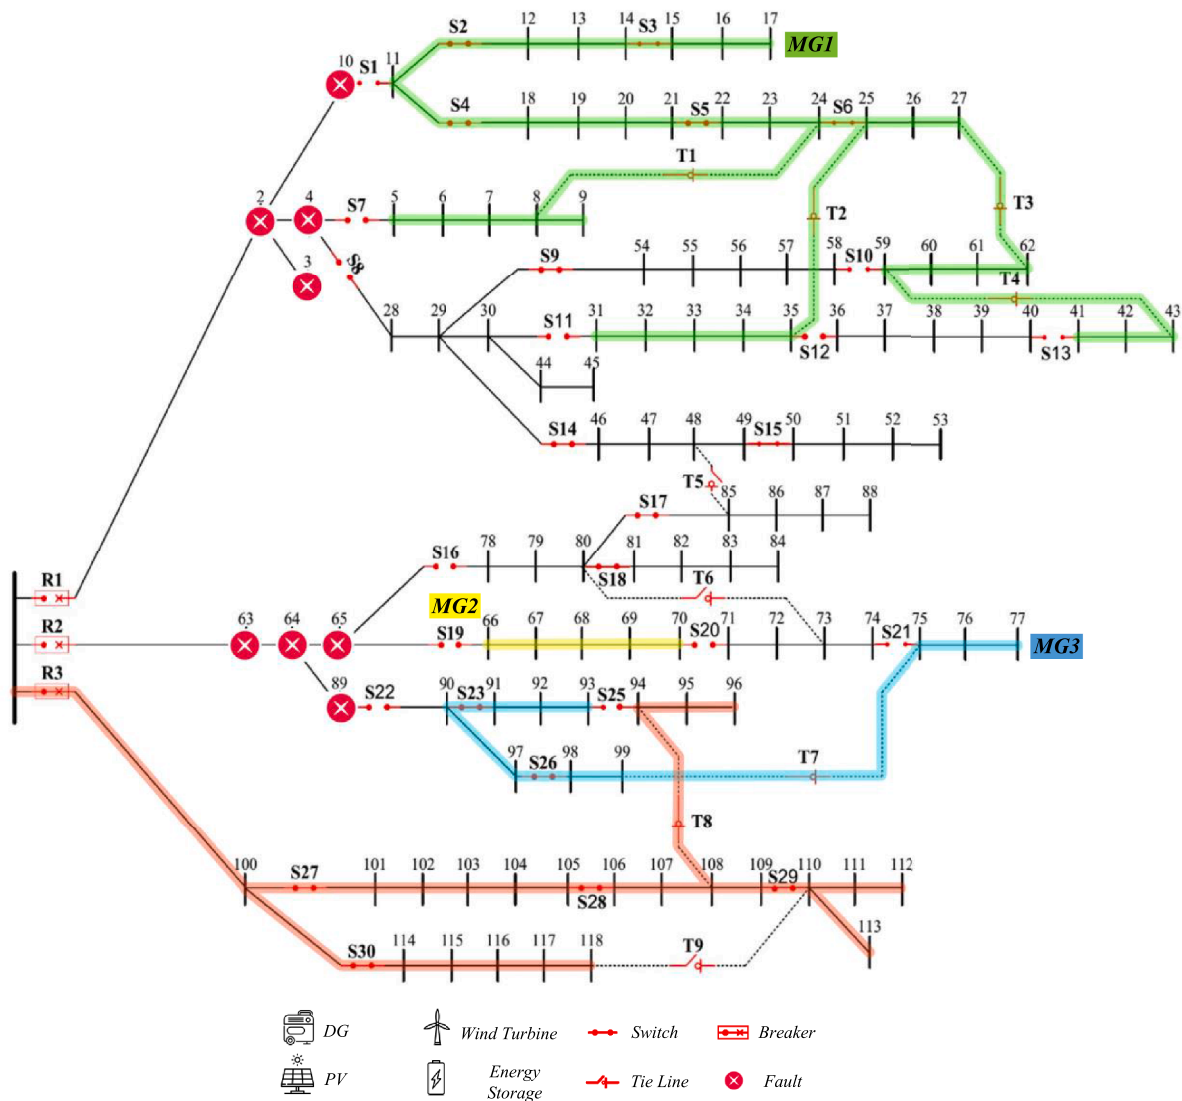 S2 12 13 14 S3 15 16 17
MG1
10 S1 11
S4 18 19 20 21 S5 22 23 24 S6 25 26 27
T1
2 4 S7 5 6 7 8 9
T2 T3
3 S8
S9 54 55 56 57 58 S10 59 60 61 62
T4
28 29 30 S11 31 32 33 34 35 S12 36 37 38 39 40 S13 41 42 43
44 45
S14 46 47 48 49 S15 50 51 52 53
T5
S17 85 86 87 88
S16 78 79 80 S18 81 82 83 84
R1
T6
MG2
R2 63 64 65 S19 66 67 68 69 70 S20 71 72 73 74 S21 75 76 77
MG3
R3
89 S22 90 S23 91 92 93 S25 94 95 96
97 S26 98 99 T7
T8
100 S27 101 102 103 104 105 S28 106 107 108 109 S29 110 111 112
113
S30 114 115 116 117 118 T9
DG Wind Turbine Switch Breaker
PV Energy
Storage Tie Line Fault